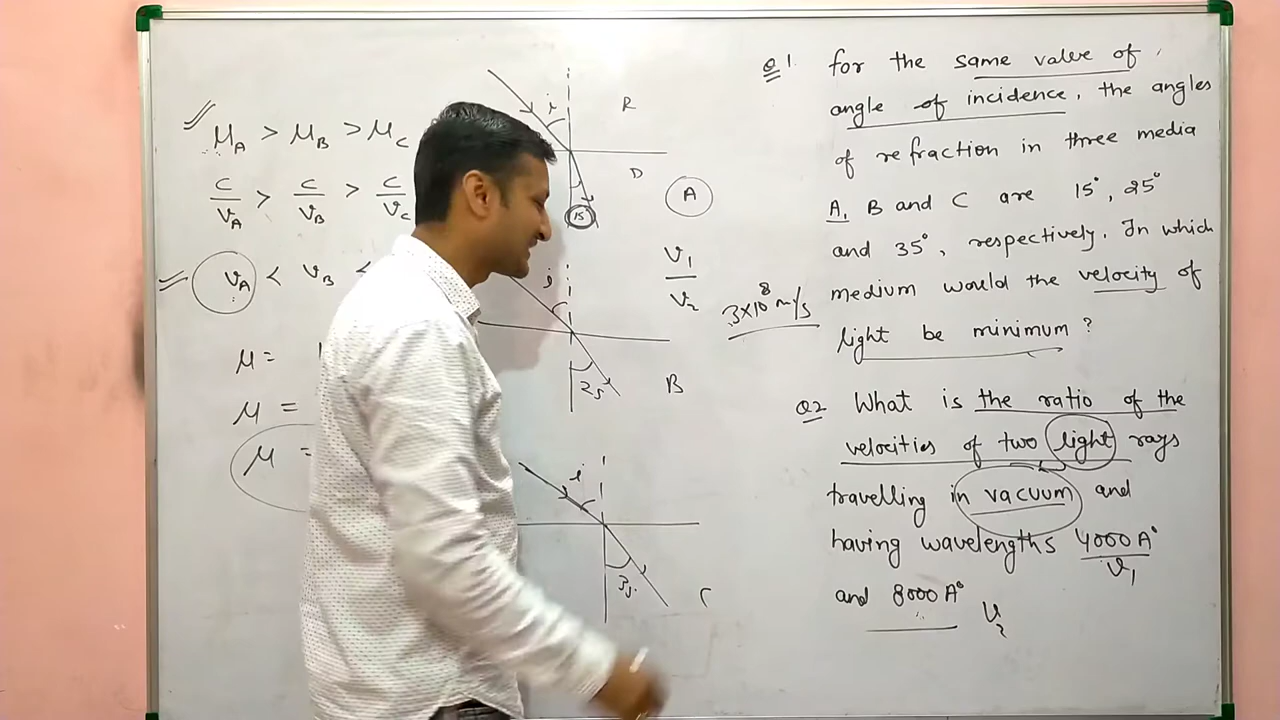 μA > μB > μC
C/VA > C/VB > C/VC
VA < VB <
μ =
μ =
μ =
i
R
D
15
A
V1/V2
3×10⁸ m/s
i
25
B
i
35
C
Q1. for the same value of
angle of incidence, the angles
of refraction in three media
A, B and C are 15°, 25°
and 35°, respectively. In which
medium would the velocity of
light be minimum?
Q2 What is the ratio of the
velocities of two light rays
travelling in vacuum and
having wavelengths 4000 A°
V1
and 8000 A°
V2